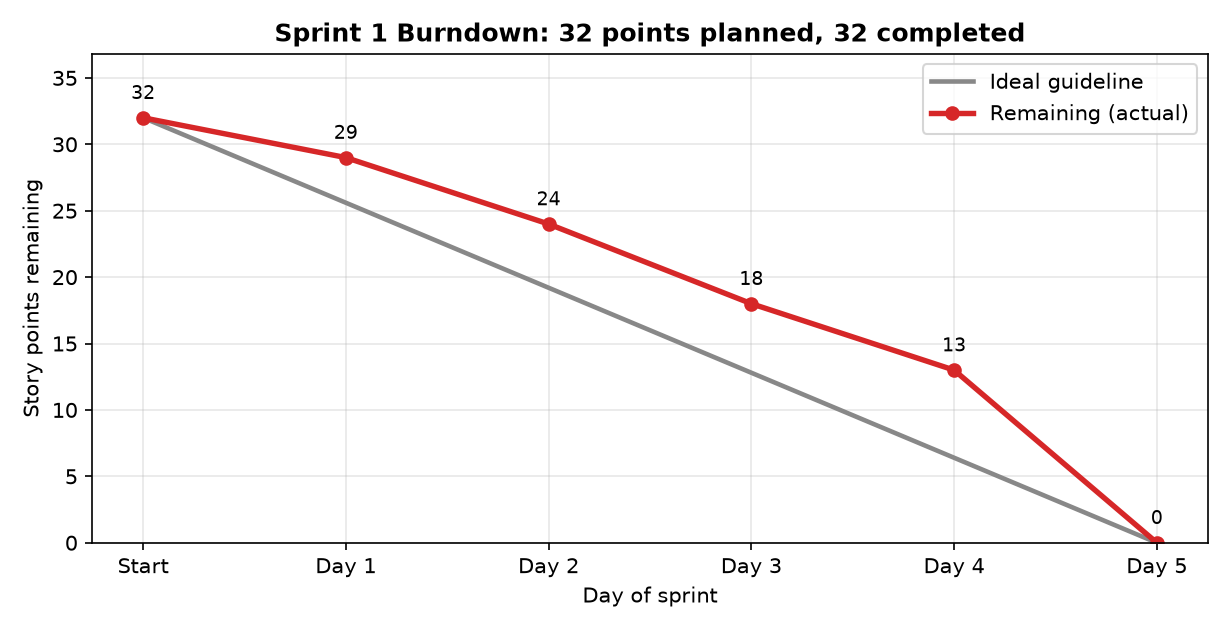 Sprint 1 Burndown: 32 points planned, 32 completed
Ideal guideline
Remaining (actual)
Story points remaining
35
30
25
20
15
10
5
0
32
29
24
18
13
0
Start Day 1 Day 2 Day 3 Day 4 Day 5
Day of sprint